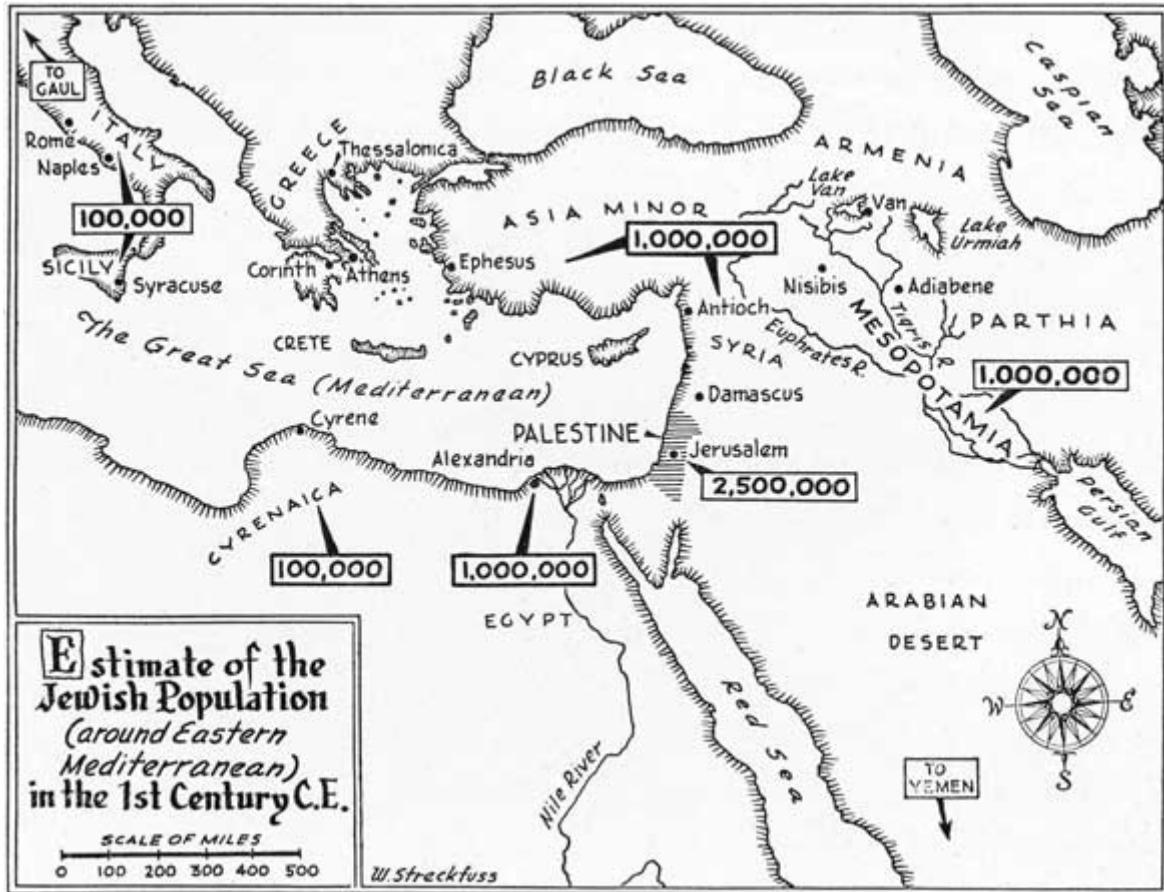 Black Sea
Caspian
Sea
TO
GAUL
ITALY
Rome
Naples
100,000
SICILY
Syracuse
GREECE
Thessalonica
Corinth
Athens
ASIA MINOR
1,000,000
Ephesus
ARMENIA
Lake
Van
Van
Lake
Urmiah
Nisibis
Adiabene
Antioch
Tigris R.
MESOPOTAMIA
PARTHIA
The Great Sea (Mediterranean)
CRETE
CYPRUS
SYRIA
Euphrates R.
1.000,000
Damascus
Cyrene
PALESTINE
Alexandria
Jerusalem
2,500,000
Persian
Gulf
CYRENAICA
100,000
1,000,000
EGYPT
ARABIAN
DESERT
Red Sea
Nile River
N
W
E
S
TO
YEMEN
Estimate of the
Jewish Population
(around Eastern
Mediterranean)
in the 1st Century C.E.
SCALE OF MILES
0 100 200 300 400 500
W. Streckfuss